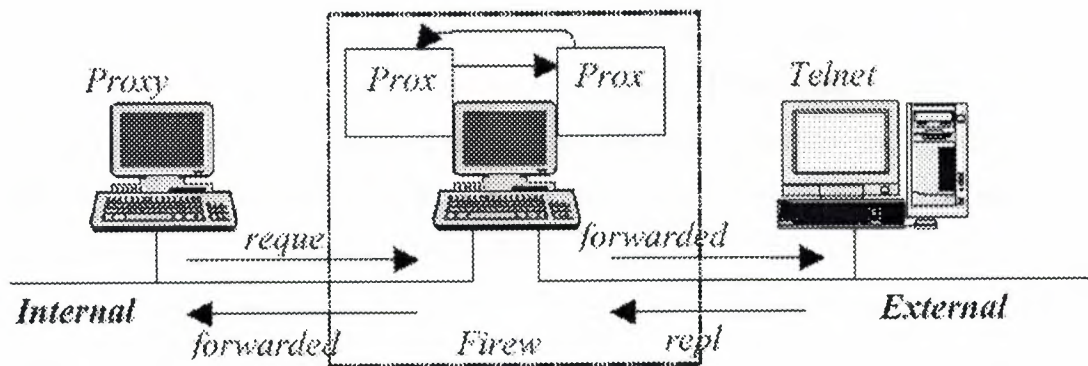 Proxy
Prox
Prox
Telnet
reque
forwarded
Internal
External
forwarded
Firew
repl